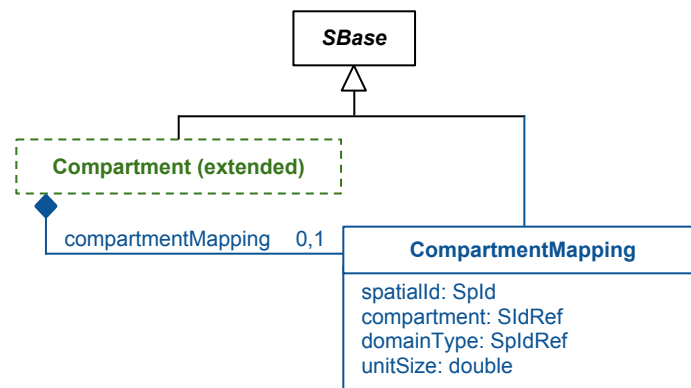 SBase
Compartment (extended)
compartmentMapping 0,1
CompartmentMapping
spatialId: SpId
compartment: SIdRef
domainType: SpIdRef
unitSize: double